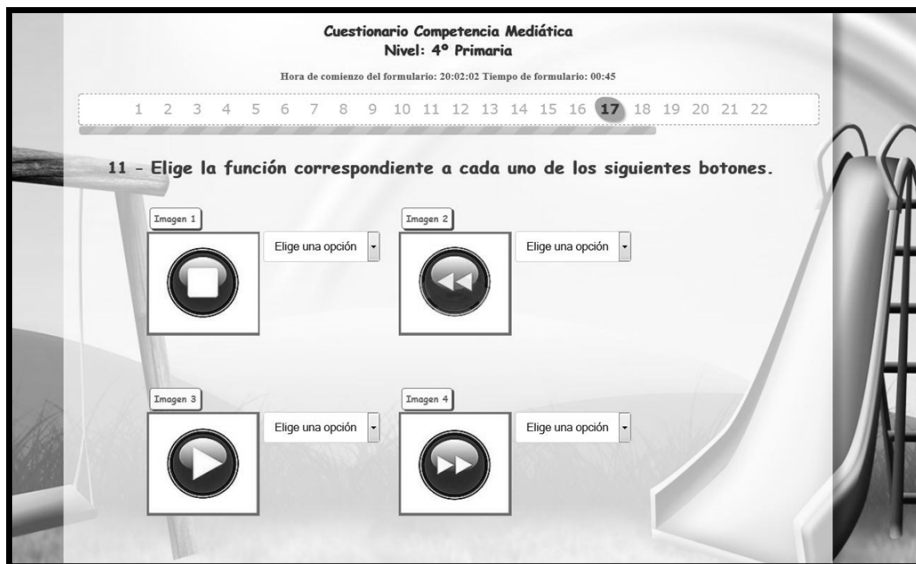 Cuestionario Competencia Mediática
Nivel: 4º Primaria
Hora de comienzo del formulario: 20:02:02 Tiempo de formulario: 00:45
1 2 3 4 5 6 7 8 9 10 11 12 13 14 15 16 17 18 19 20 21 22
11 - Elige la función correspondiente a cada uno de los siguientes botones.
Imagen 1
Elige una opción
Imagen 2
Elige una opción
Imagen 3
Elige una opción
Imagen 4
Elige una opción